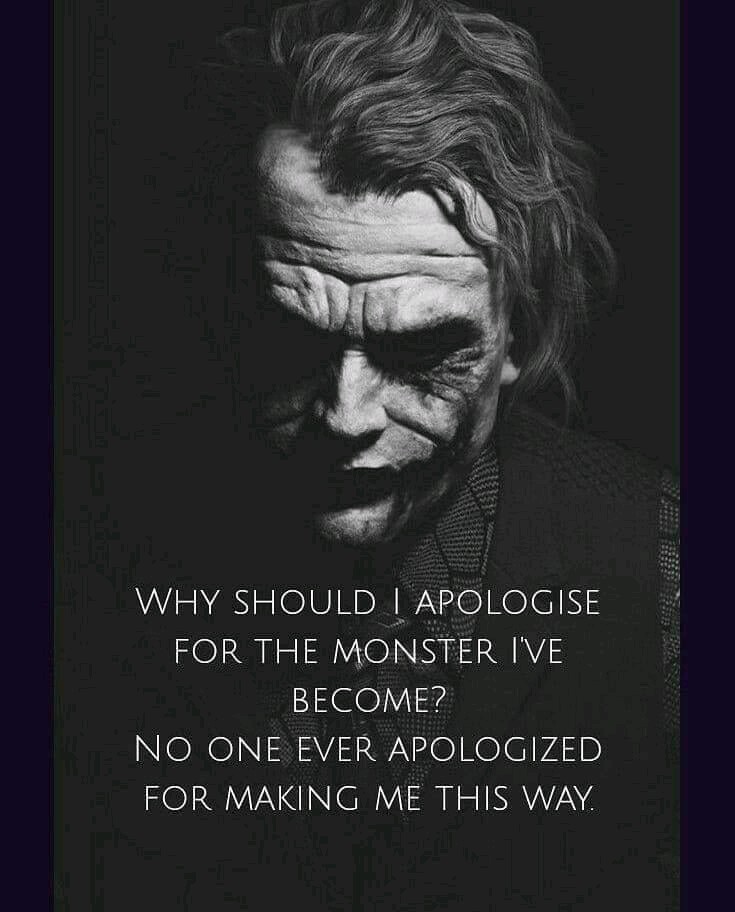 Why should I apologise
for the monster I've
become?
No one ever apologized
for making me this way.